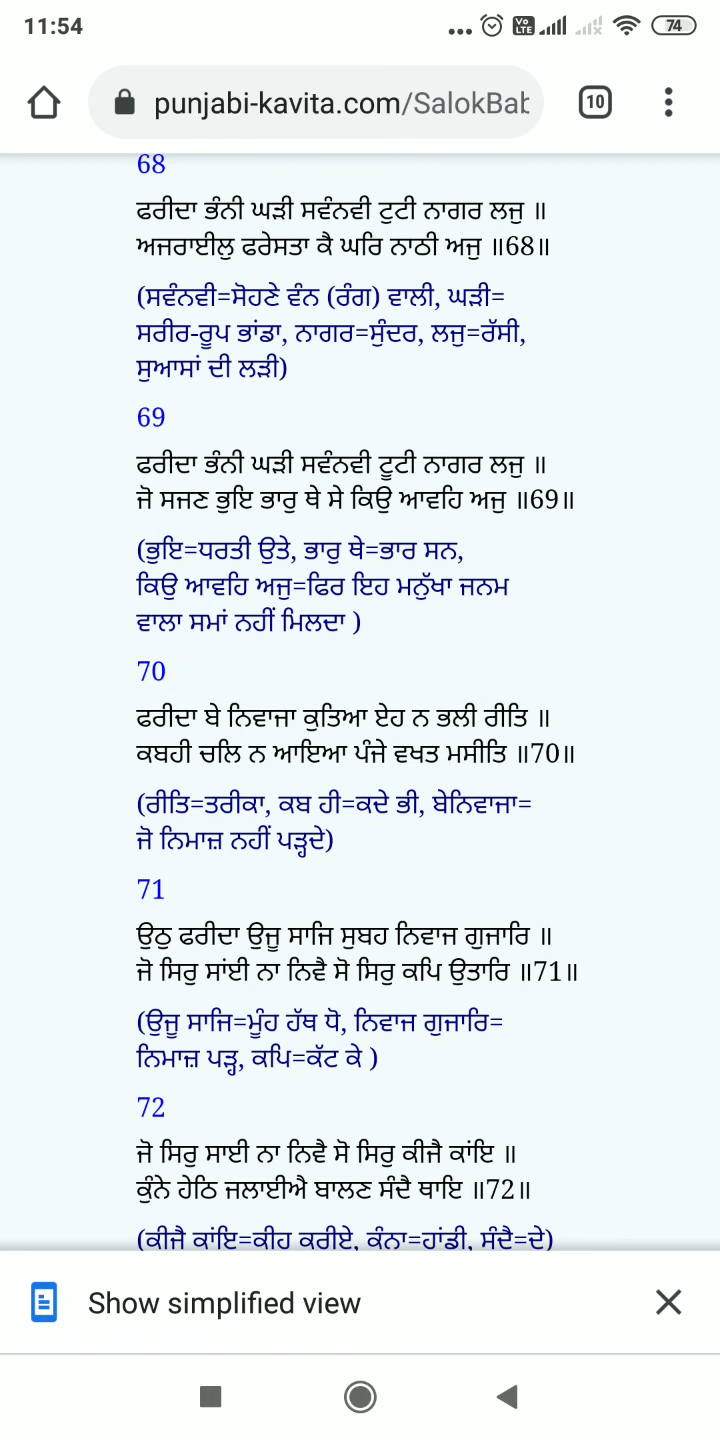 11:54
... Vo LTE 74
punjabi-kavita.com/SalokBab
10
68
ਫਰੀਦਾ ਭੰਨੀ ਘੜੀ ਸਵੰਨਵੀ ਟੁਟੀ ਨਾਗਰ ਲਜੁ ॥
ਅਜਰਾਈਲੁ ਫਰੇਸਤਾ ਕੈ ਘਰਿ ਨਾਠੀ ਅਜੁ ॥68॥
(ਸਵੰਨਵੀ=ਸੋਹਣੇ ਵੰਨ (ਰੰਗ) ਵਾਲੀ, ਘੜੀ=
ਸਰੀਰ-ਰੂਪ ਭਾਂਡਾ, ਨਾਗਰ=ਸੁੰਦਰ, ਲਜੁ=ਰੱਸੀ,
ਸੁਆਸਾਂ ਦੀ ਲੜੀ)
69
ਫਰੀਦਾ ਭੰਨੀ ਘੜੀ ਸਵੰਨਵੀ ਟੂਟੀ ਨਾਗਰ ਲਜੁ ॥
ਜੋ ਸਜਣ ਭੁਇ ਭਾਰੁ ਥੇ ਸੇ ਕਿਉ ਆਵਹਿ ਅਜੁ ॥69॥
(ਭੁਇ=ਧਰਤੀ ਉਤੇ, ਭਾਰੁ ਥੇ=ਭਾਰ ਸਨ,
ਕਿਉ ਆਵਹਿ ਅਜੁ=ਫਿਰ ਇਹ ਮਨੁੱਖਾ ਜਨਮ
ਵਾਲਾ ਸਮਾਂ ਨਹੀਂ ਮਿਲਦਾ )
70
ਫਰੀਦਾ ਬੇ ਨਿਵਾਜਾ ਕੁਤਿਆ ਏਹ ਨ ਭਲੀ ਰੀਤਿ ॥
ਕਬਹੀ ਚਲਿ ਨ ਆਇਆ ਪੰਜੇ ਵਖਤ ਮਸੀਤਿ ॥70॥
(ਰੀਤਿ=ਤਰੀਕਾ, ਕਬ ਹੀ=ਕਦੇ ਭੀ, ਬੇਨਿਵਾਜਾ=
ਜੋ ਨਿਮਾਜ਼ ਨਹੀਂ ਪੜ੍ਹਦੇ)
71
ਉਠੁ ਫਰੀਦਾ ਉਜੂ ਸਾਜਿ ਸੁਬਹ ਨਿਵਾਜ ਗੁਜਾਰਿ ॥
ਜੋ ਸਿਰੁ ਸਾਂਈ ਨਾ ਨਿਵੈ ਸੋ ਸਿਰੁ ਕਪਿ ਉਤਾਰਿ ॥71॥
(ਉਜੂ ਸਾਜਿ=ਮੂੰਹ ਹੱਥ ਧੋ, ਨਿਵਾਜ ਗੁਜਾਰਿ=
ਨਿਮਾਜ਼ ਪੜ੍ਹ, ਕਪਿ=ਕੱਟ ਕੇ )
72
ਜੋ ਸਿਰੁ ਸਾਈ ਨਾ ਨਿਵੈ ਸੋ ਸਿਰੁ ਕੀਜੈ ਕਾਂਇ ॥
ਕੁੰਨੇ ਹੇਠਿ ਜਲਾਈਐ ਬਾਲਣ ਸੰਦੈ ਥਾਇ ॥72॥
(ਕੀਜੈ ਕਾਂਇ=ਕੀਹ ਕਰੀਏ, ਕੰਨਾ=ਹਾਂਡੀ, ਸੰਦੈ=ਦੇ)
Show simplified view